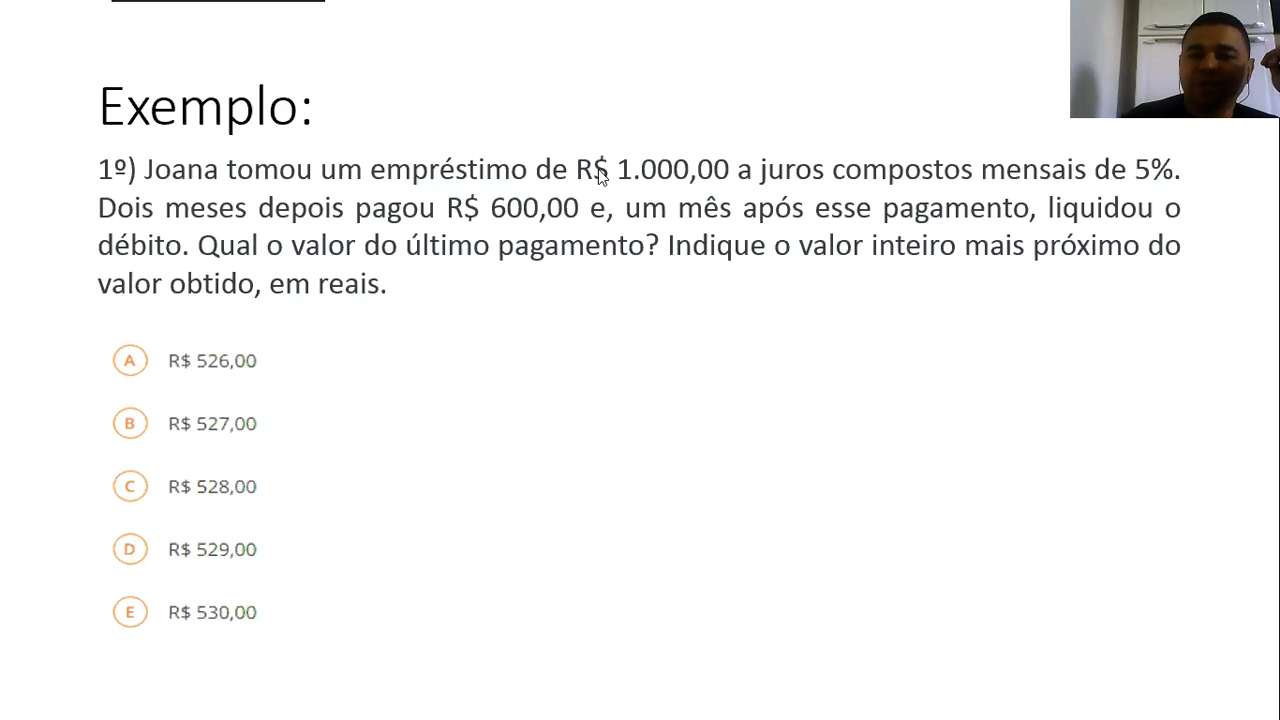 Exemplo:
1º) Joana tomou um empréstimo de R$ 1.000,00 a juros compostos mensais de 5%.
Dois meses depois pagou R$ 600,00 e, um mês após esse pagamento, liquidou o
débito. Qual o valor do último pagamento? Indique o valor inteiro mais próximo do
valor obtido, em reais.
A R$ 526,00
B R$ 527,00
C R$ 528,00
D R$ 529,00
E R$ 530,00